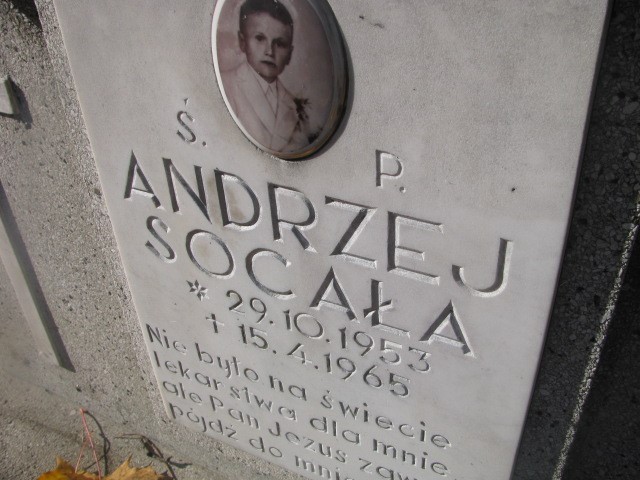 Ś. P.
ANDRZEJ
SOCAŁA
* 29.10.1953
+ 15.4.1965
Nie było na świecie
lekarstwa dla mnie
ale Pan Jezus
pójdź do